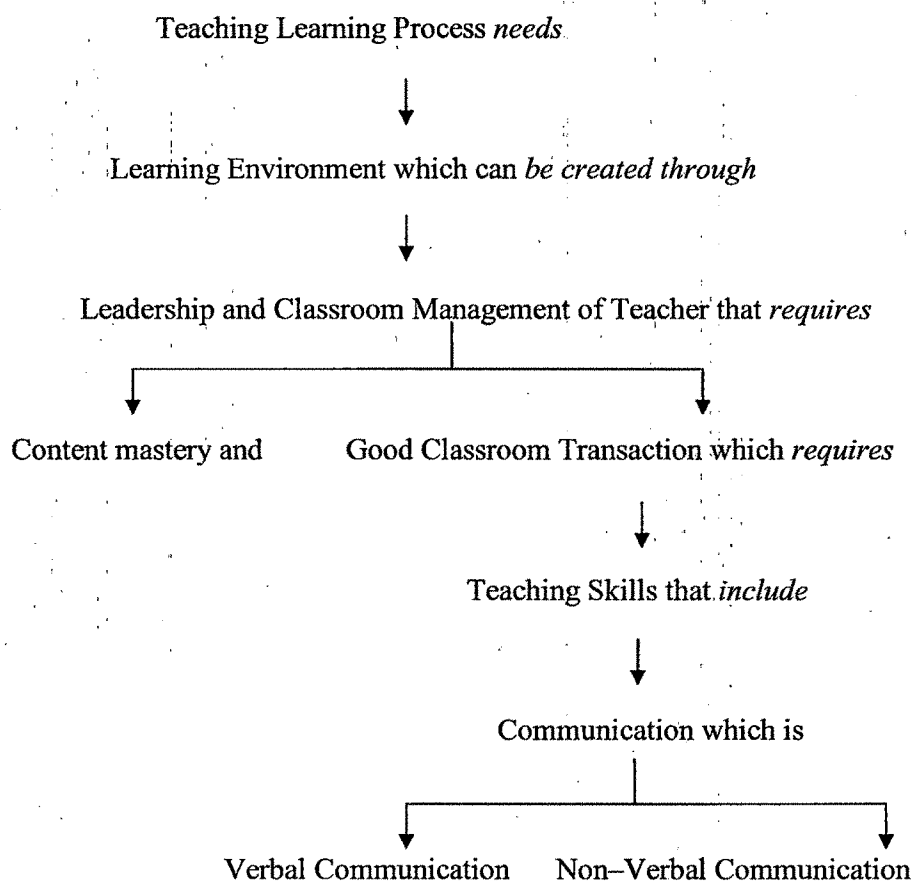 Teaching Learning Process needs
Learning Environment which can be created through
Leadership and Classroom Management of Teacher that requires
Content mastery and Good Classroom Transaction which requires
Teaching Skills that include
Communication which is
Verbal Communication Non–Verbal Communication